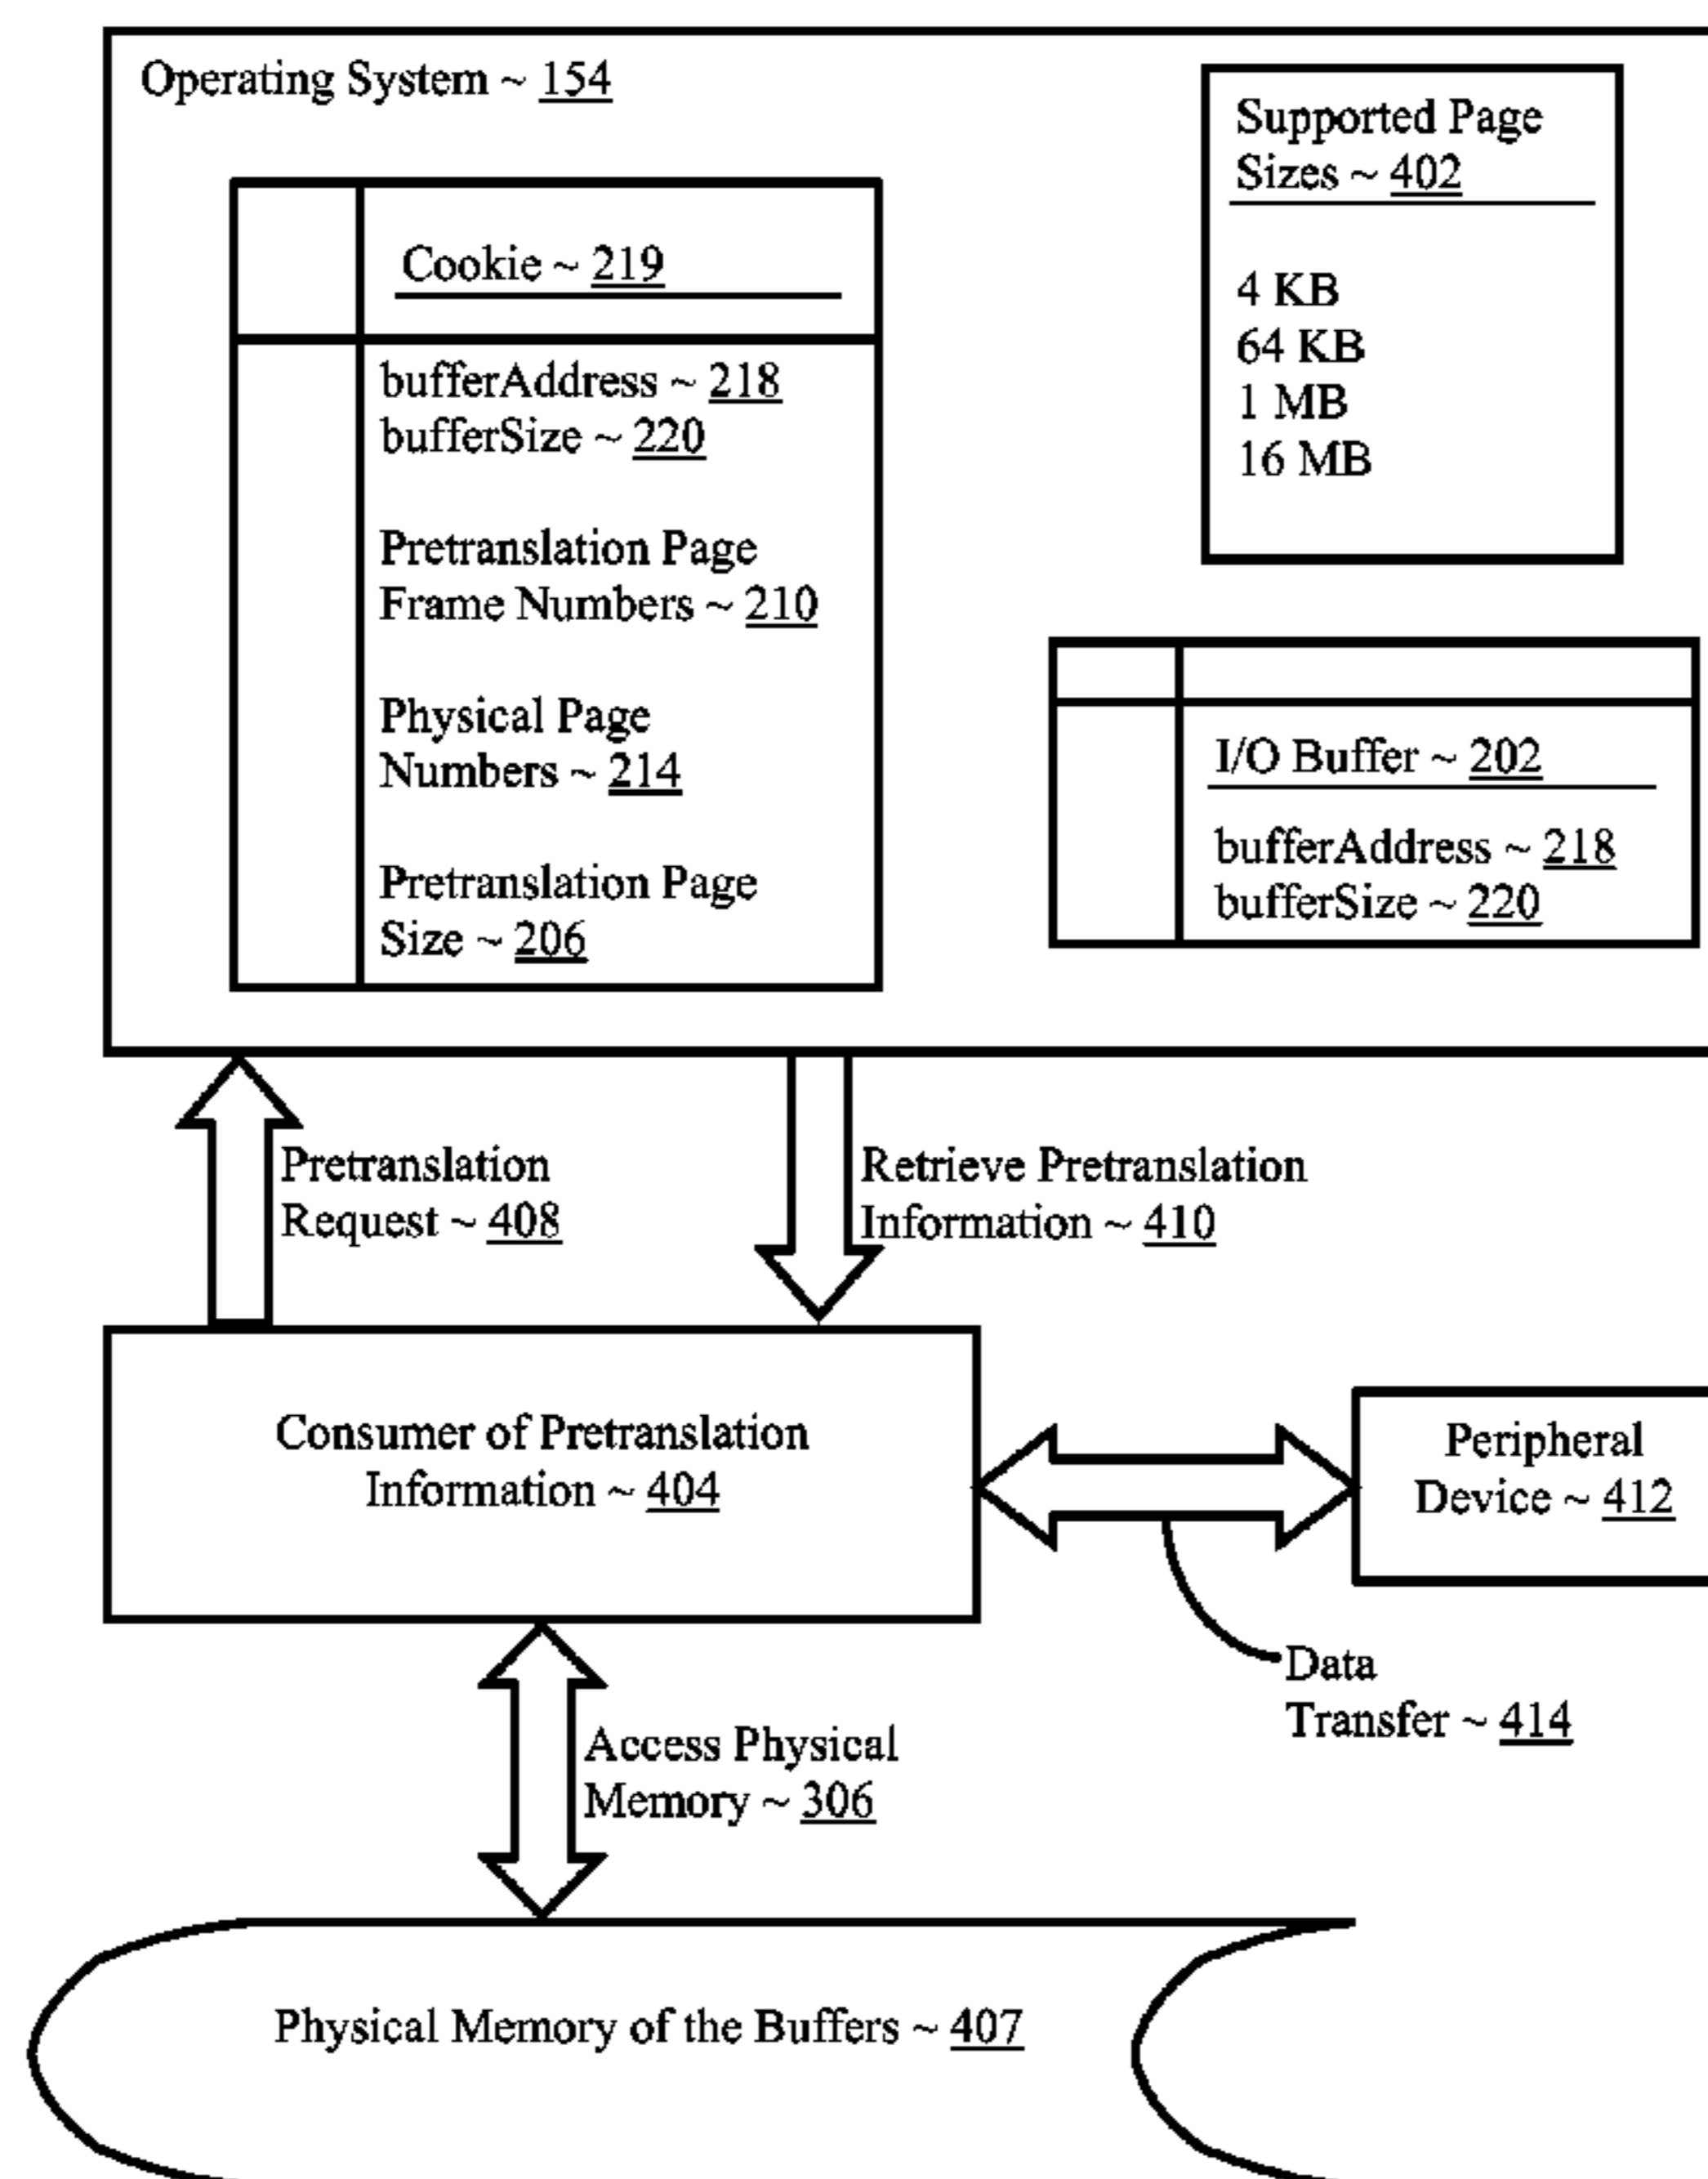 Operating System ~ 154
Supported Page
Sizes ~ 402
4 KB
64 KB
1 MB
16 MB
Cookie ~ 219
bufferAddress ~ 218
bufferSize ~ 220
Pretranslation Page
Frame Numbers ~ 210
Physical Page
Numbers ~ 214
Pretranslation Page
Size ~ 206
I/O Buffer ~ 202
bufferAddress ~ 218
bufferSize ~ 220
Pretranslation
Request ~ 408
Retrieve Pretranslation
Information ~ 410
Consumer of Pretranslation
Information ~ 404
Peripheral
Device ~ 412
Data
Transfer ~ 414
Access Physical
Memory ~ 306
Physical Memory of the Buffers ~ 407